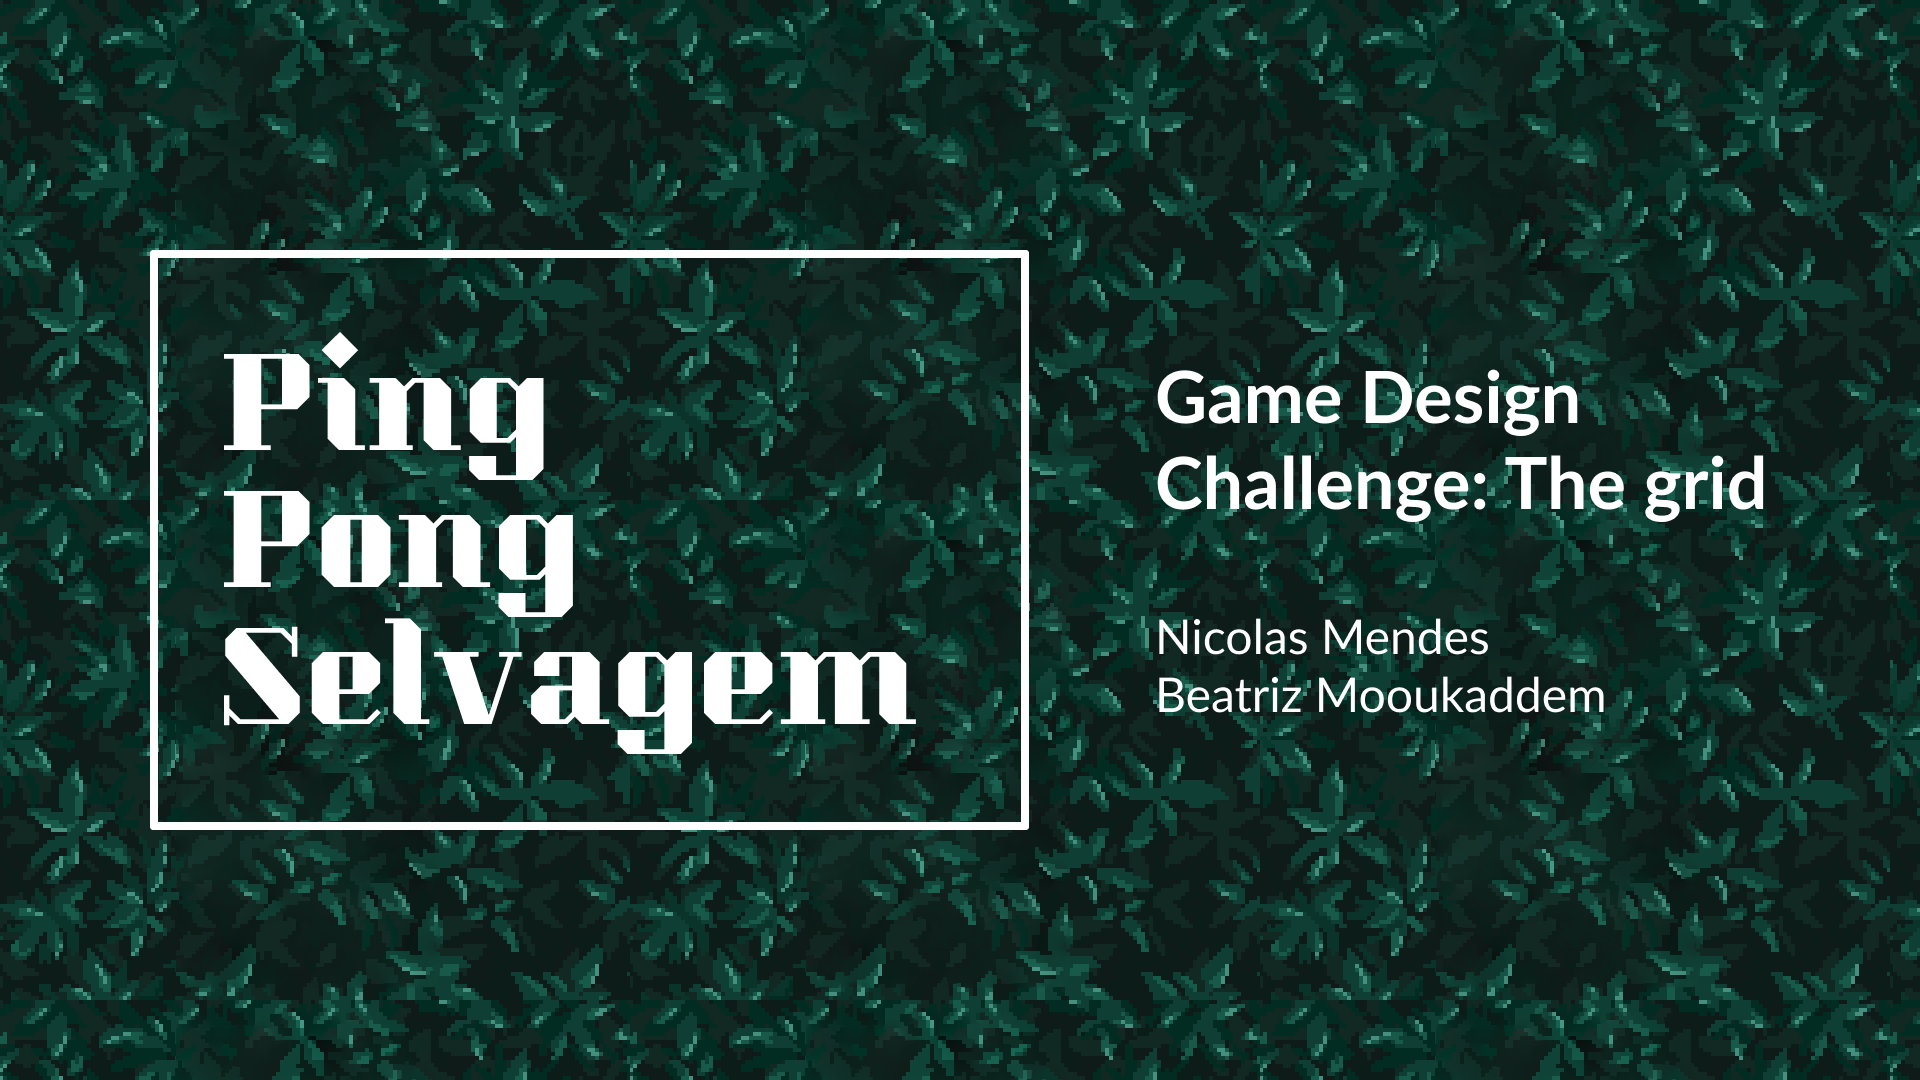 Ping
Pong
Selvagem
Game Design
Challenge: The grid
Nicolas Mendes
Beatriz Mooukaddem